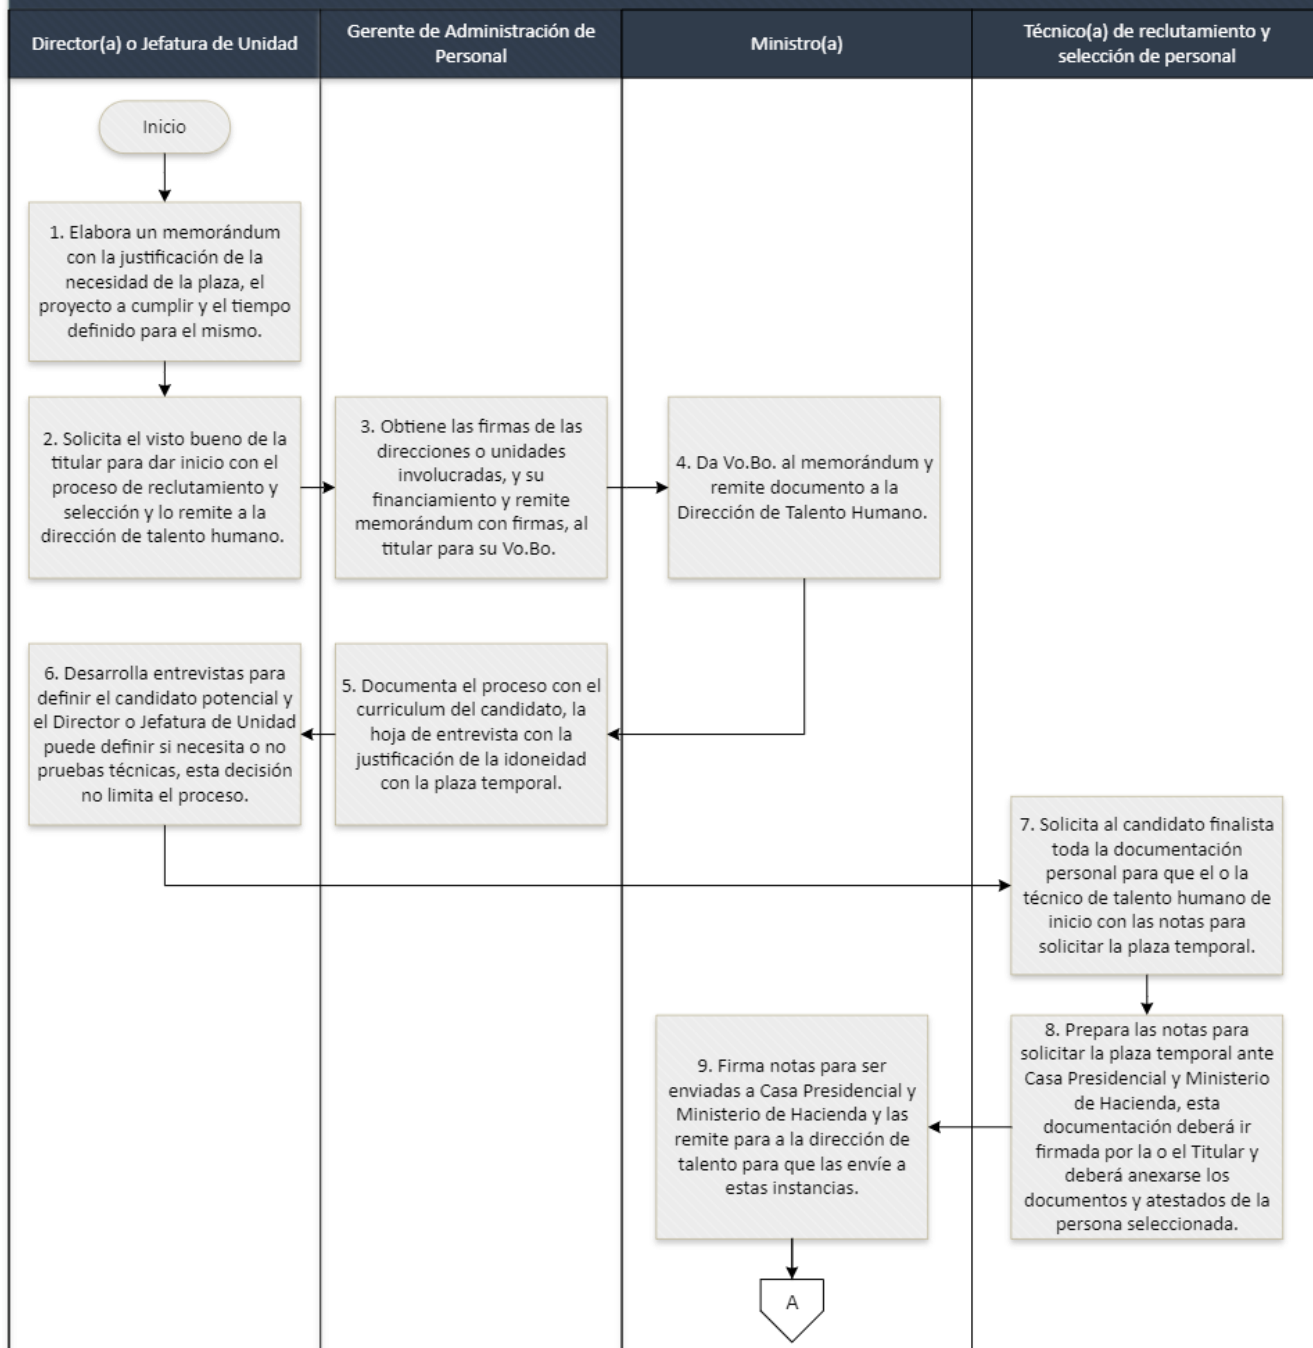 Director(a) o Jefatura de Unidad
Gerente de Administración de
Personal
Ministro(a)
Técnico(a) de reclutamiento y
selección de personal
Inicio
1. Elabora un memorándum
con la justificación de la
necesidad de la plaza, el
proyecto a cumplir y el tiempo
definido para el mismo.
2. Solicita el visto bueno de la
titular para dar inicio con el
proceso de reclutamiento y
selección y lo remite a la
dirección de talento humano.
3. Obtiene las firmas de las
direcciones o unidades
involucradas, y su
financiamiento y remite
memorándum con firmas, al
titular para su Vo.Bo.
4. Da Vo.Bo. al memorándum y
remite documento a la
Dirección de Talento Humano.
5. Documenta el proceso con el
curriculum del candidato, la
hoja de entrevista con la
justificación de la idoneidad
con la plaza temporal.
6. Desarrolla entrevistas para
definir el candidato potencial y
el Director o Jefatura de Unidad
puede definir si necesita o no
pruebas técnicas, esta decisión
no limita el proceso.
7. Solicita al candidato finalista
toda la documentación
personal para que el o la
técnico de talento humano de
inicio con las notas para
solicitar la plaza temporal.
8. Prepara las notas para
solicitar la plaza temporal ante
Casa Presidencial y Ministerio
de Hacienda, esta
documentación deberá ir
firmada por la o el Titular y
deberá anexarse los
documentos y atestados de la
persona seleccionada.
9. Firma notas para ser
enviadas a Casa Presidencial y
Ministerio de Hacienda y las
remite para a la dirección de
talento para que las envíe a
estas instancias.
A